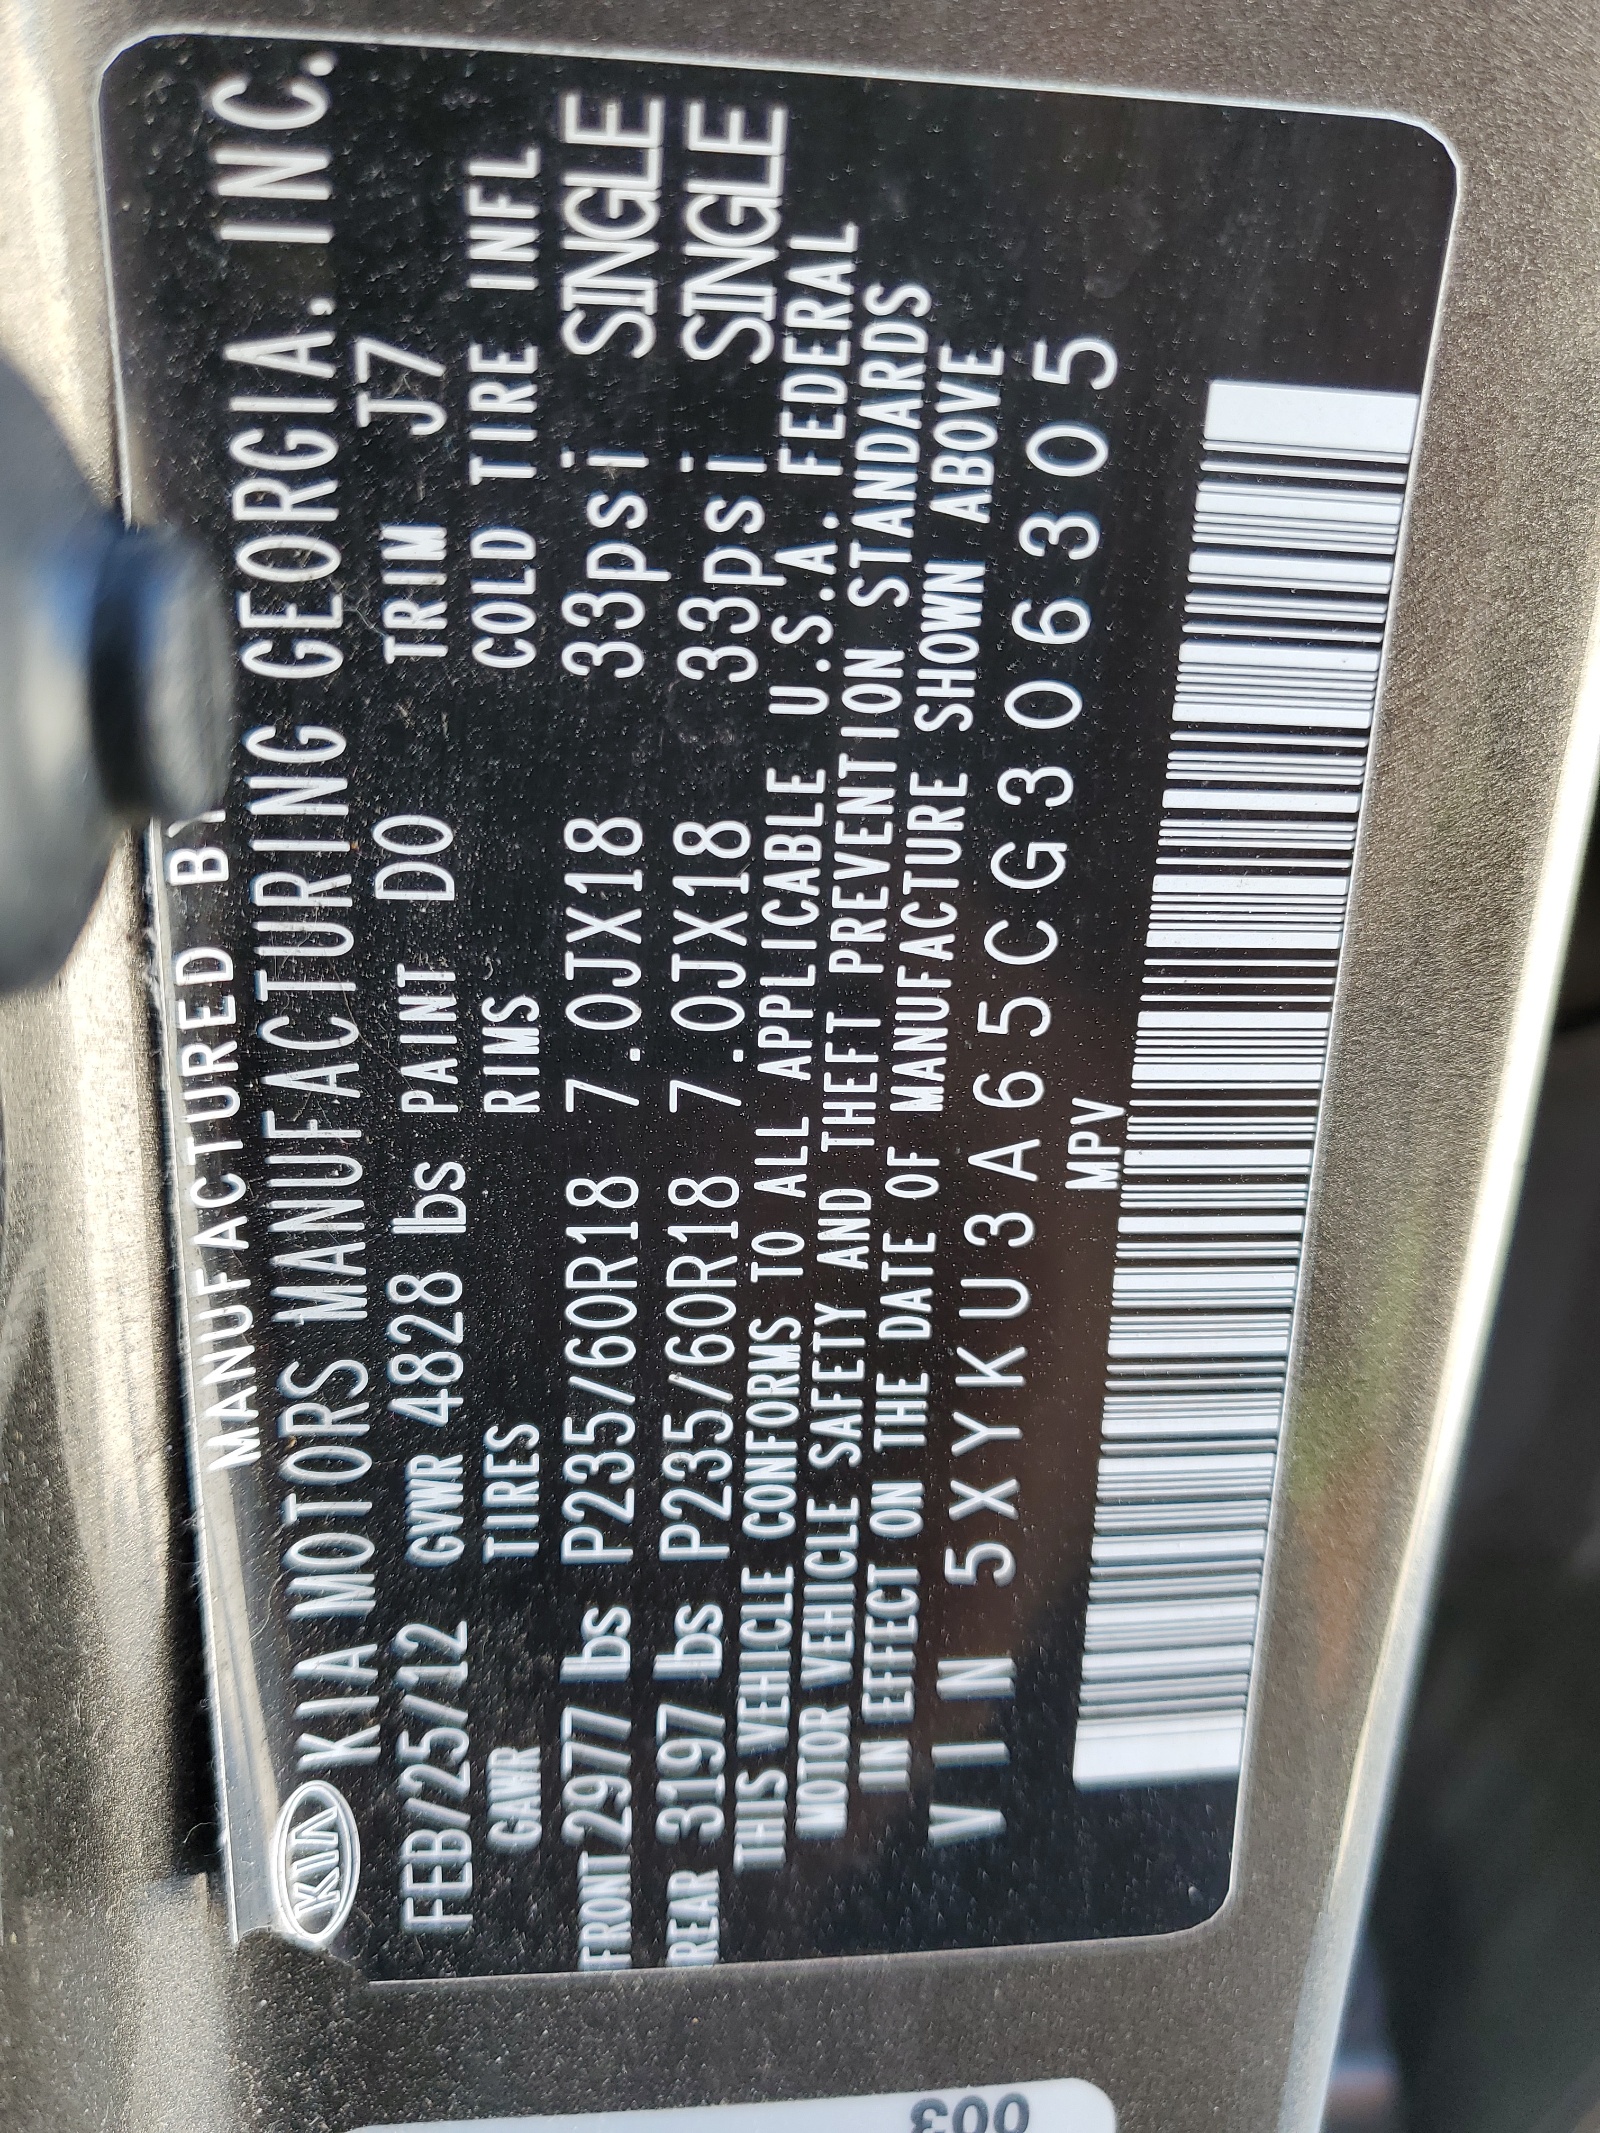 MANUFACTURED BY
KIA KIA MOTORS MANUFACTURING GEORGIA. INC.
FEB/25/12 GVWR 4828 lbs PAINT D0 TRIM J7
GAWR TIRES RIMS COLD TIRE INFL
FRONT 2977 lbs P235/60R18 7.0JX18 33psi SINGLE
REAR 3197 lbs P235/60R18 7.0JX18 33psi SINGLE
THIS VEHICLE CONFORMS TO ALL APPLICABLE U.S.A. FEDERAL
MOTOR VEHICLE SAFETY AND THEFT PREVENTION STANDARDS
IN EFFECT ON THE DATE OF MANUFACTURE SHOWN ABOVE
VIN 5XYKU3A65CG306305
MPV
003